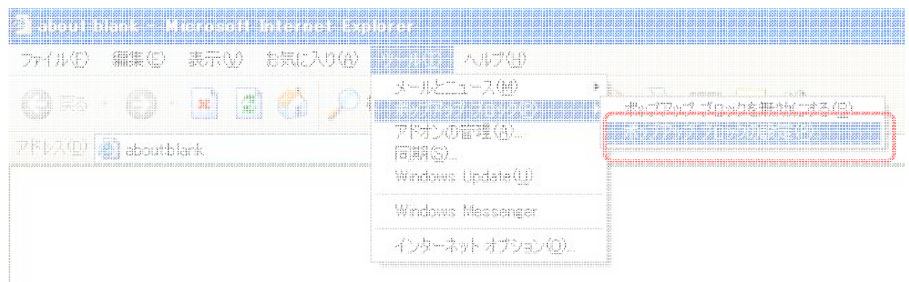 about:blank - Microsoft Internet Explorer
ファイル(F) 編集(E) 表示(V) お気に入り(A) ツール(T) ヘルプ(H)
戻る
メールとニュース(M)
ポップアップ ブロック(P)
ポップアップ ブロックを無効にする(B)
アドオンの管理(A)...
ポップアップ ブロックの設定(P)
アドレス(D) about:blank
同期(S)...
Windows Update(U)
Windows Messenger
インターネット オプション(O)...